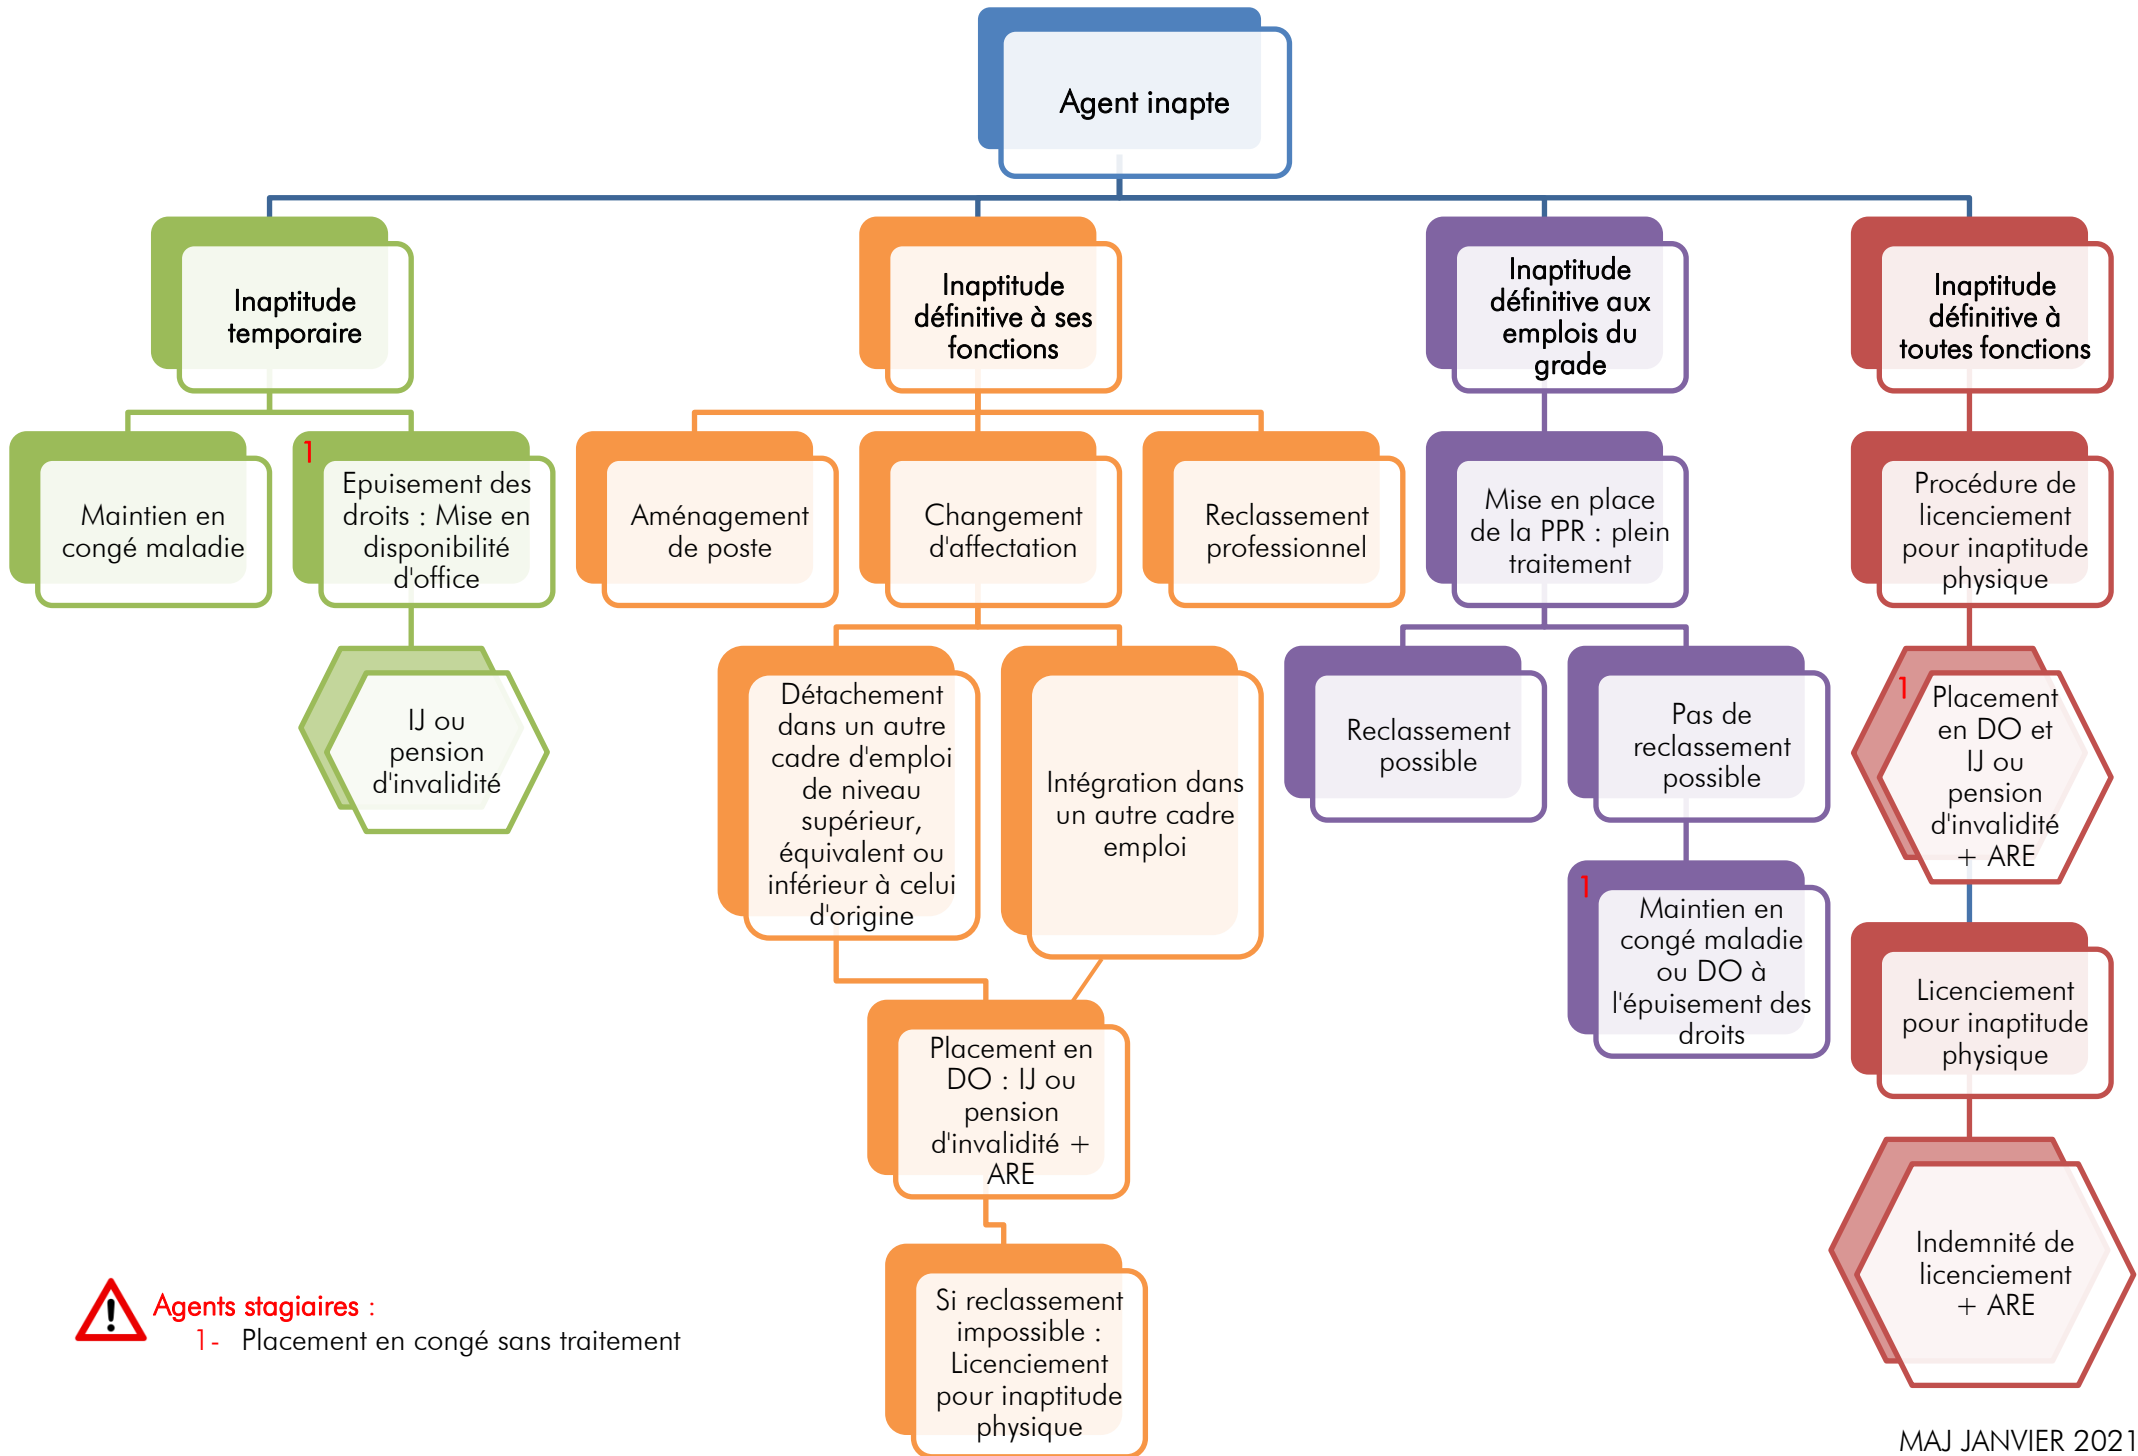 Agent inapte
Inaptitude
temporaire
Inaptitude
définitive à ses
fonctions
Inaptitude
définitive aux
emplois du
grade
Inaptitude
définitive à
toutes fonctions
Maintien en
congé maladie
1
Epuisement des
droits : Mise en
disponibilité
d'office
Aménagement
de poste
Changement
d'affectation
Reclassement
professionnel
Mise en place
de la PPR : plein
traitement
Procédure de
licenciement
pour inaptitude
physique
IJ ou
pension
d'invalidité
Détachement
dans un autre
cadre d'emploi
de niveau
supérieur,
équivalent ou
inférieur à celui
d'origine
Intégration dans
un autre cadre
emploi
Reclassement
possible
Pas de
reclassement
possible
1
Placement
en DO et
IJ ou
pension
d'invalidité
+ ARE
1
Maintien en
congé maladie
ou DO à
l'épuisement des
droits
Licenciement
pour inaptitude
physique
Placement en
DO : IJ ou
pension
d'invalidité +
ARE
Indemnité de
licenciement
+ ARE
Si reclassement
impossible :
Licenciement
pour inaptitude
physique
Agents stagiaires :
1- Placement en congé sans traitement
MAJ JANVIER 2021